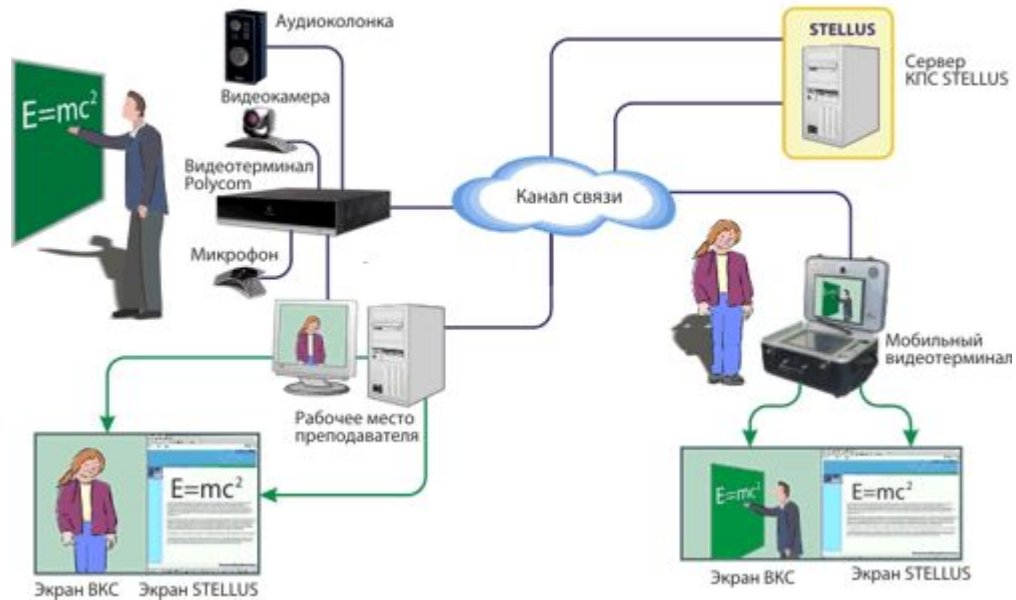 Аудиоколонка
STELLUS
Сервер
КПС STELLUS
E=mc²
Видеокамера
Видеотерминал
Polycom
Канал связи
Микрофон
Мобильный
видеотерминал
Рабочее место
преподавателя
E=mc²
E=mc²
E=mc²
Экран ВКС
Экран STELLUS
Экран ВКС
Экран STELLUS